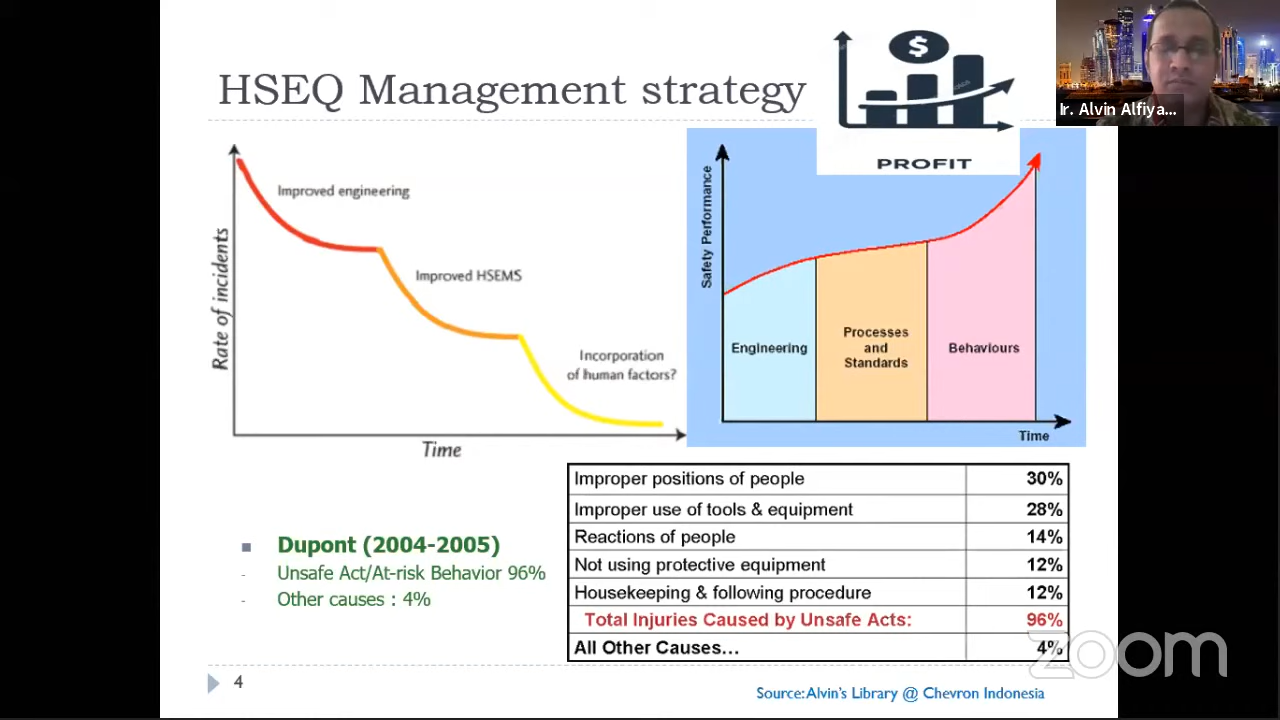 HSEQ Management strategy
$
PROFIT
Ir. Alvin Alfiya...
Rate of incidents
Improved engineering
Improved HSEMS
Incorporation
of human factors?
Time
Safety Performance
Engineering
Processes
and
Standards
Behaviours
Time
Dupont (2004-2005)
- Unsafe Act/At-risk Behavior 96%
- Other causes : 4%
Improper positions of people 30%
Improper use of tools & equipment 28%
Reactions of people 14%
Not using protective equipment 12%
Housekeeping & following procedure 12%
Total Injuries Caused by Unsafe Acts: 96%
All Other Causes... 4%
zoom
4
Source: Alvin's Library @ Chevron Indonesia